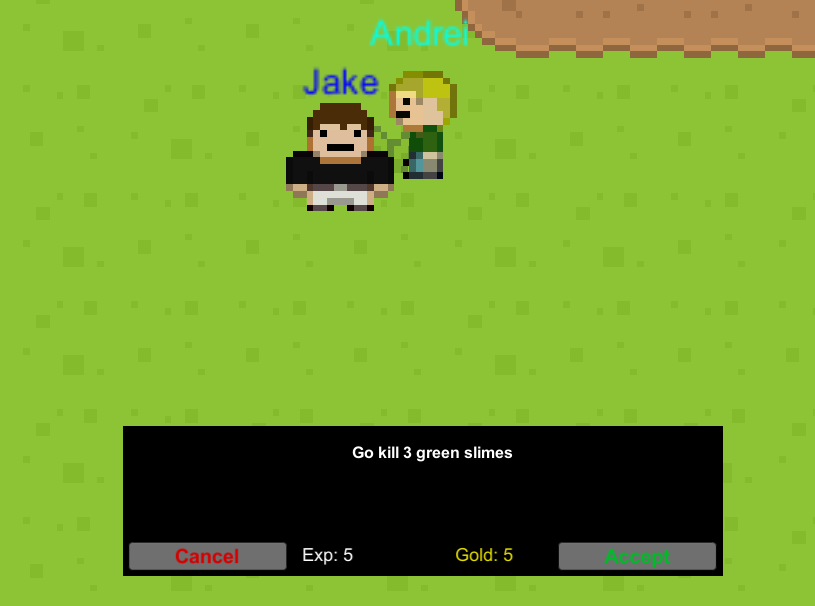 Andrei
Jake
Go kill 3 green slimes
Cancel
Exp: 5
Gold: 5
Accept